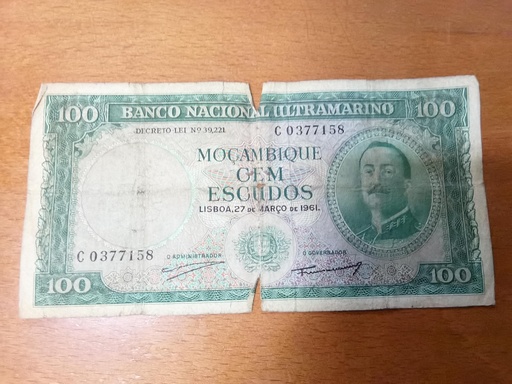 100 BANCO NACIONAL ULTRAMARINO 100
DECRETO-LEI Nº 39.221
C 0377158
MOÇAMBIQUE
CEM
ESCUDOS
LISBOA, 27 DE MARÇO DE 1961.
C 0377158
O ADMINISTRADOR
O GOVERNADOR
100 100